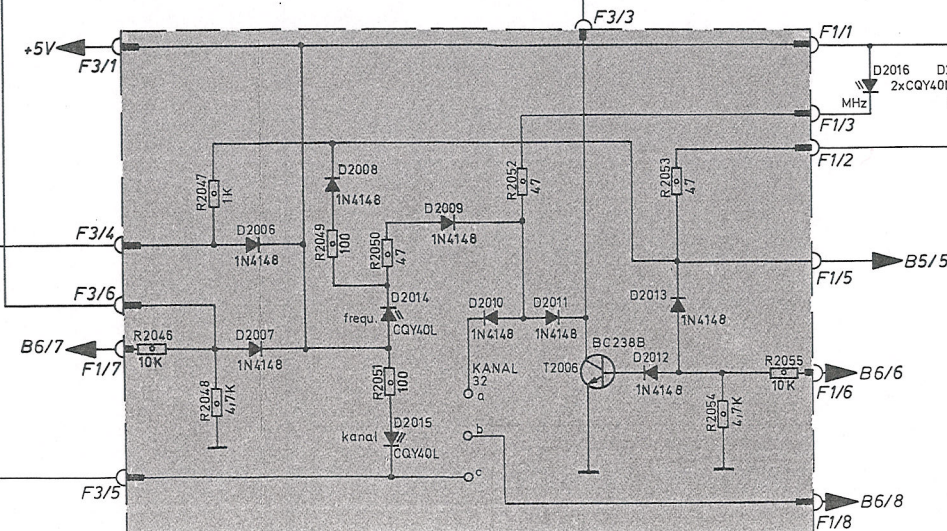 F3/3
+5V
F3/1
F1/1
D2016
2xCQY40
MHz
F1/3
F1/2
R2047
1K
D2008
1N4148
R2052
47
R2053
47
F3/4
D2006
1N4148
R2049
100
R2050
47
D2009
1N4148
B5/5
F1/5
F3/6
D2014
frequ.
CQY40L
D2010
1N4148
D2011
1N4148
D2013
1N4148
B6/7
F1/7
R2046
10K
D2007
1N4148
BC238B
T2006
D2012
1N4148
R2055
10K
B6/6
F1/6
R2048
4,7K
R2051
100
KANAL
32
a
R2054
4,7K
kanal
D2015
CQY40L
b
c
F3/5
B6/8
F1/8